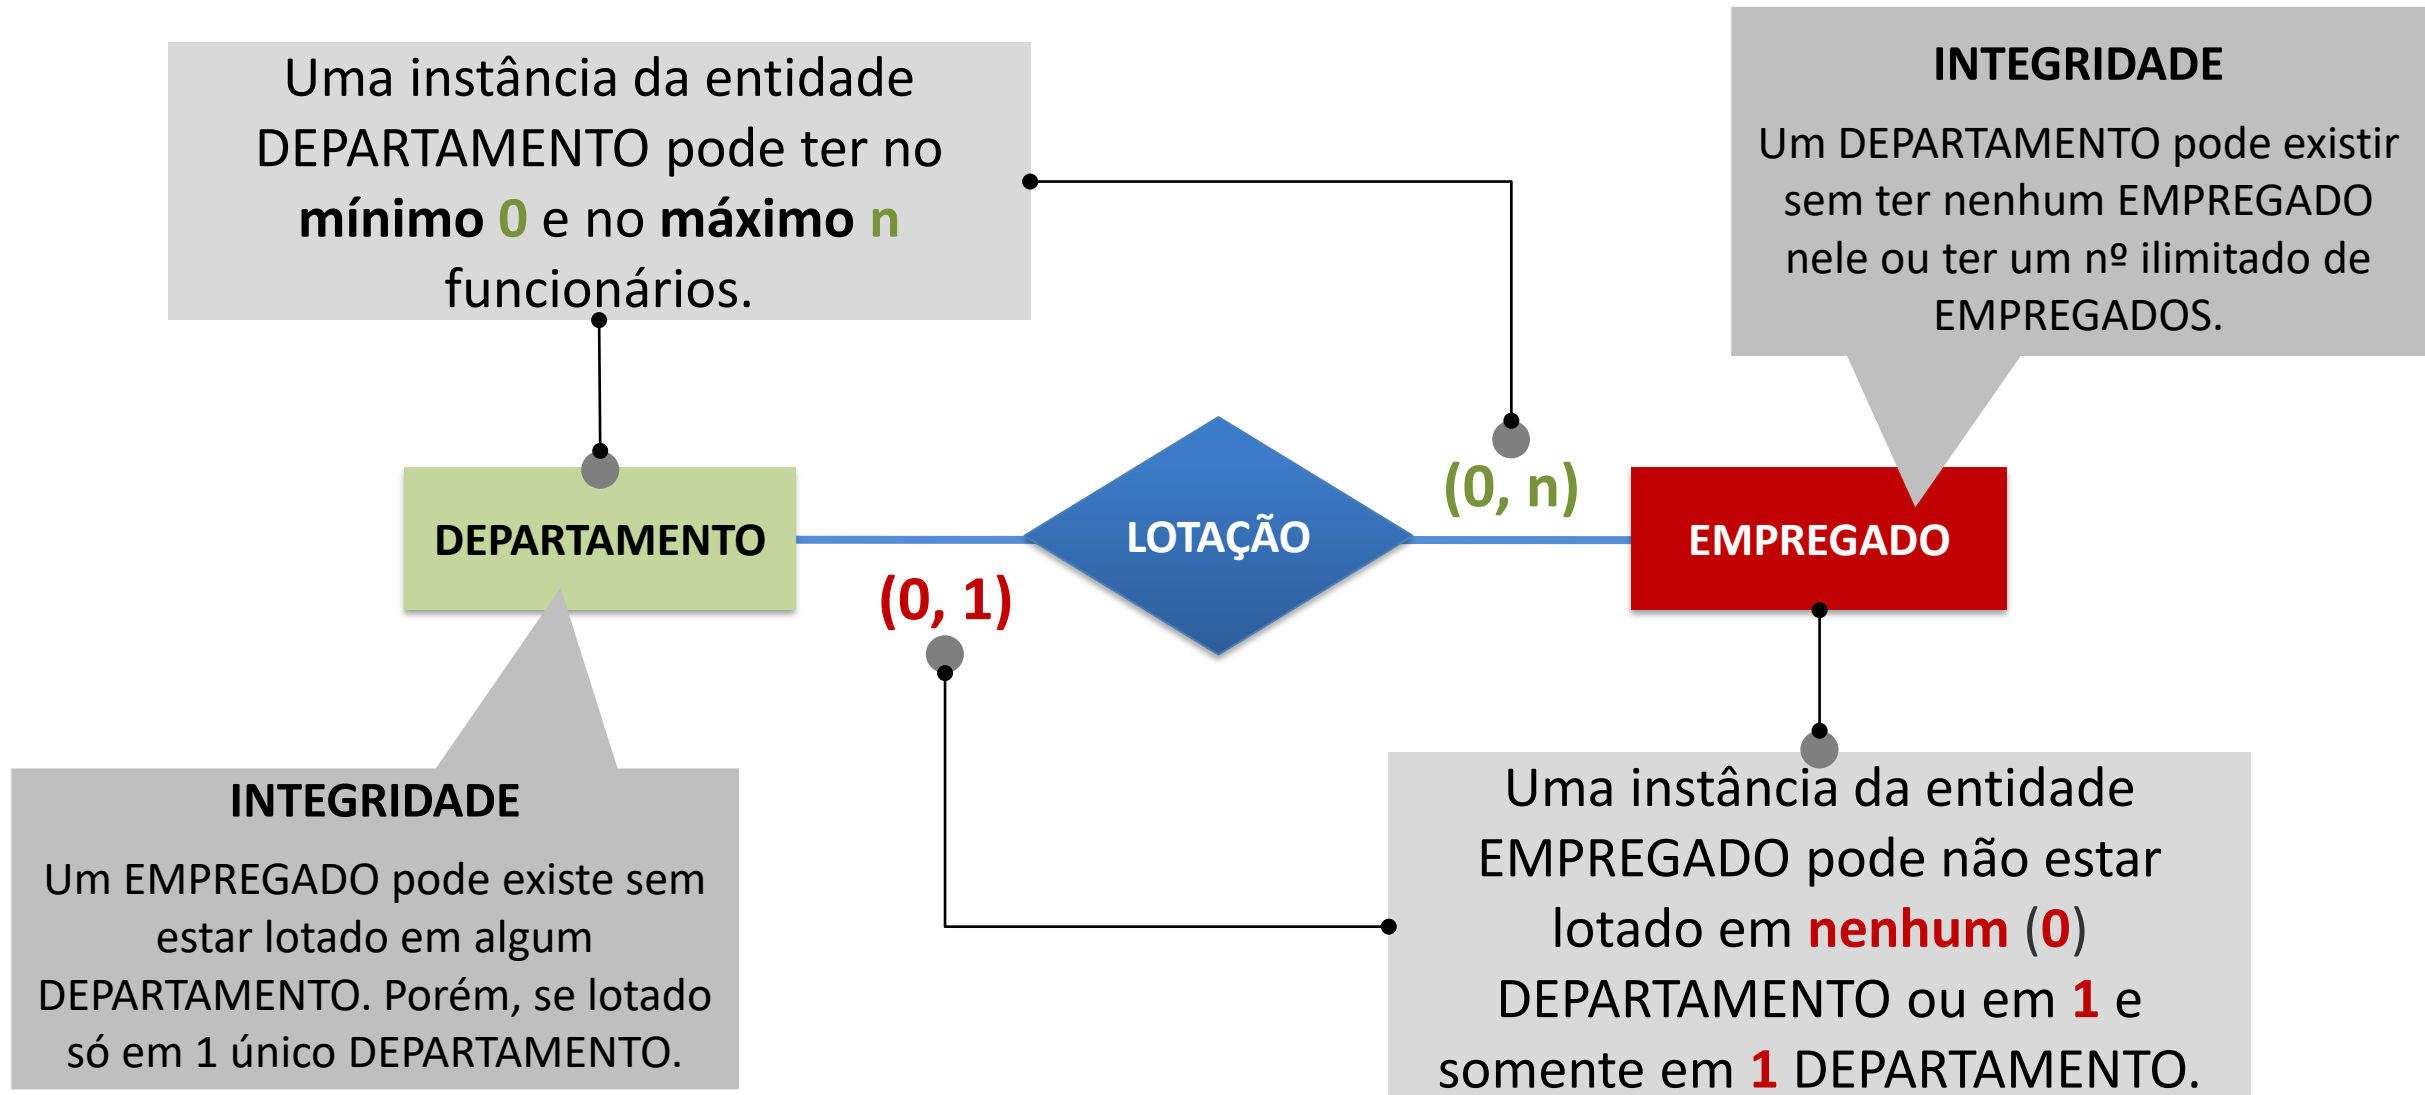 Uma instância da entidade
DEPARTAMENTO pode ter no
mínimo 0 e no máximo n
funcionários.
INTEGRIDADE
Um DEPARTAMENTO pode existir
sem ter nenhum EMPREGADO
nele ou ter um nº ilimitado de
EMPREGADOS.
DEPARTAMENTO
(0, 1)
LOTAÇÃO
(0, n)
EMPREGADO
INTEGRIDADE
Um EMPREGADO pode existe sem
estar lotado em algum
DEPARTAMENTO. Porém, se lotado
só em 1 único DEPARTAMENTO.
Uma instância da entidade
EMPREGADO pode não estar
lotado em nenhum (0)
DEPARTAMENTO ou em 1 e
somente em 1 DEPARTAMENTO.